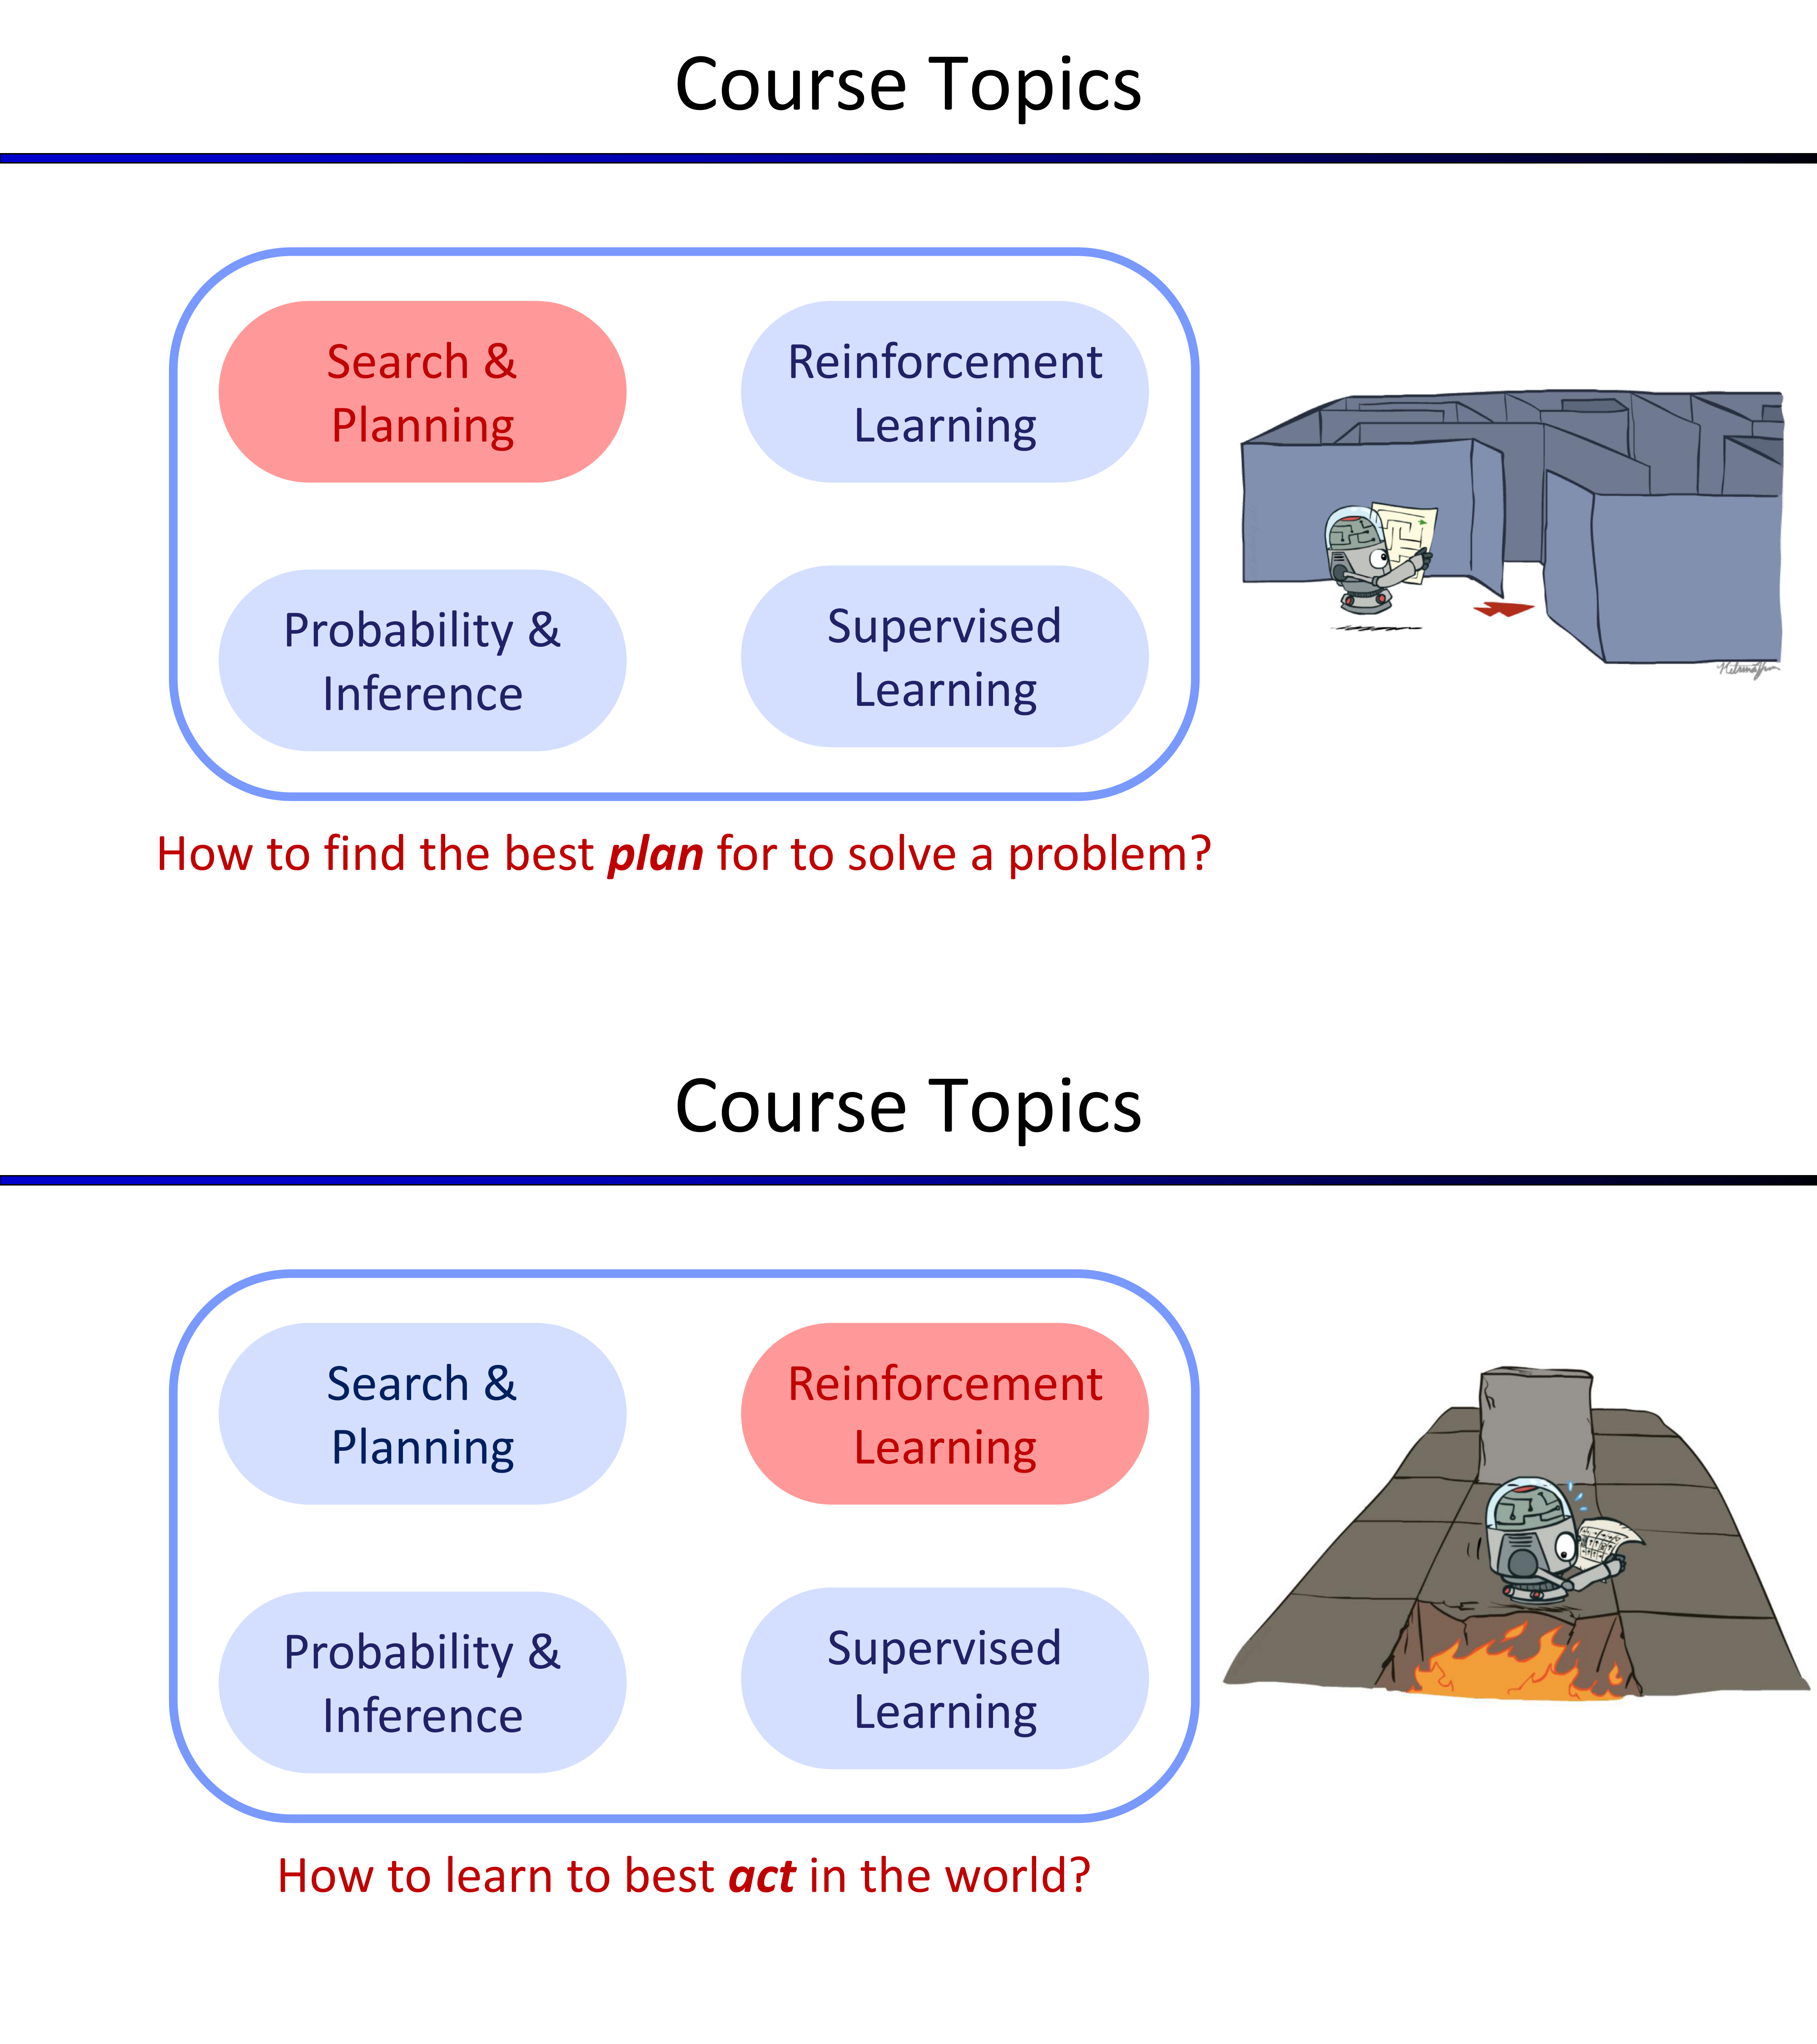 Course Topics
Search &
Planning
Reinforcement
Learning
Probability &
Inference
Supervised
Learning
How to find the best plan for to solve a problem?
Course Topics
Search &
Planning
Reinforcement
Learning
Probability &
Inference
Supervised
Learning
How to learn to best act in the world?